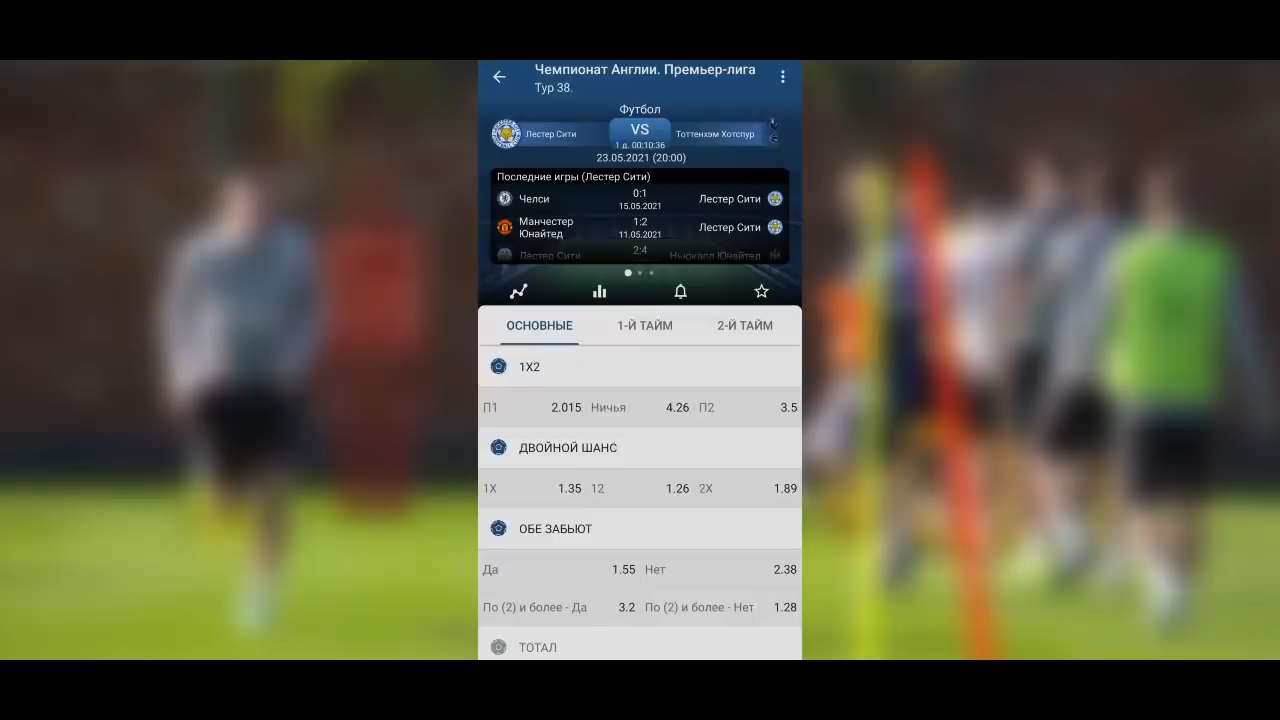 Чемпионат Англии. Премьер-лига
Тур 38.
Футбол
Лестер Сити
VS
Тоттенхэм Хотспур
1 д. 00:10:36
23.05.2021 (20:00)
Последние игры (Лестер Сити)
Челси 0:1 Лестер Сити
15.05.2021
Манчестер Юнайтед 1:2 Лестер Сити
11.05.2021
Лестер Сити 2:4 Ньюкасл Юнайтед
ОСНОВНЫЕ 1-Й ТАЙМ 2-Й ТАЙМ
1X2
П1 2.015 Ничья 4.26 П2 3.5
ДВОЙНОЙ ШАНС
1X 1.35 12 1.26 2X 1.89
ОБЕ ЗАБЬЮТ
Да 1.55 Нет 2.38
По (2) и более - Да 3.2 По (2) и более - Нет 1.28
ТОТАЛ